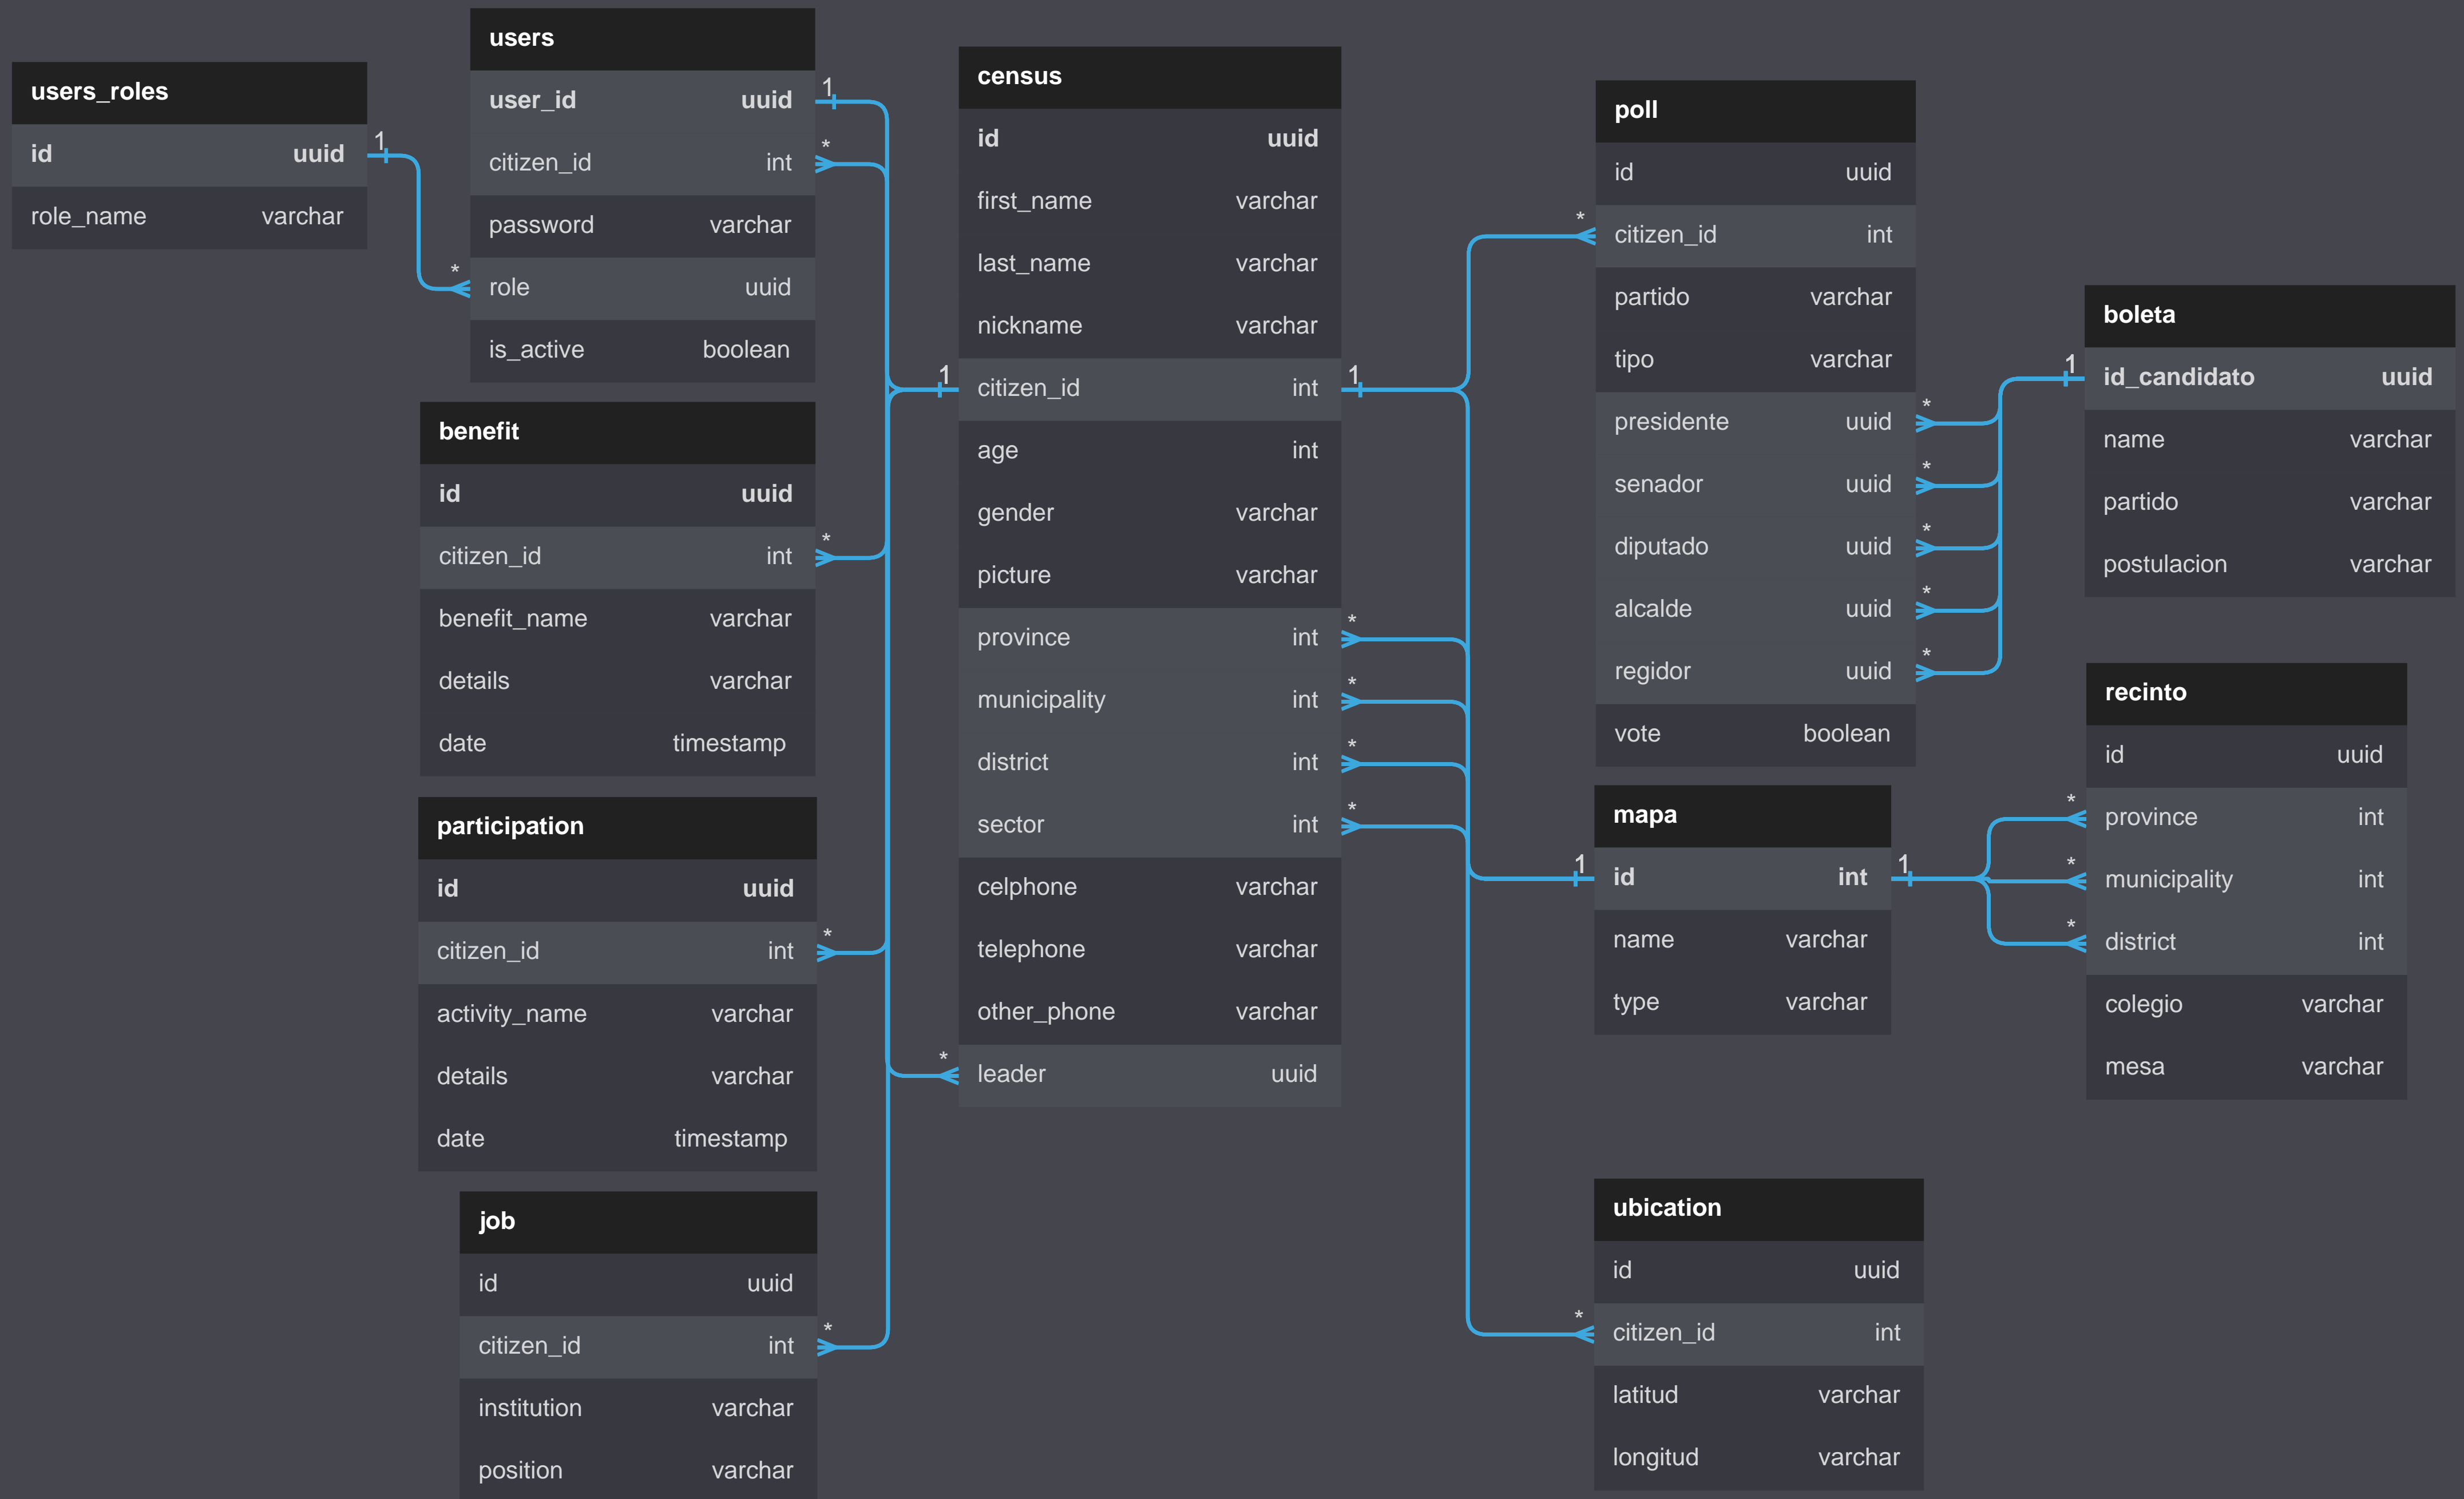 users_roles
id uuid
role_name varchar
users
user_id uuid
citizen_id int
password varchar
role uuid
is_active boolean
benefit
id uuid
citizen_id int
benefit_name varchar
details varchar
date timestamp
participation
id uuid
citizen_id int
activity_name varchar
details varchar
date timestamp
job
id uuid
citizen_id int
institution varchar
position varchar
census
id uuid
first_name varchar
last_name varchar
nickname varchar
citizen_id int
age int
gender varchar
picture varchar
province int
municipality int
district int
sector int
celphone varchar
telephone varchar
other_phone varchar
leader uuid
poll
id uuid
citizen_id int
partido varchar
tipo varchar
presidente uuid
senador uuid
diputado uuid
alcalde uuid
regidor uuid
vote boolean
mapa
id int
name varchar
type varchar
ubication
id uuid
citizen_id int
latitud varchar
longitud varchar
boleta
id_candidato uuid
name varchar
partido varchar
postulacion varchar
recinto
id uuid
province int
municipality int
district int
colegio varchar
mesa varchar
1
*
1
*
*
*
*
1
*
1
*
*
*
*
*
1
*
*
*
*
*
1
1
*
*
*
*